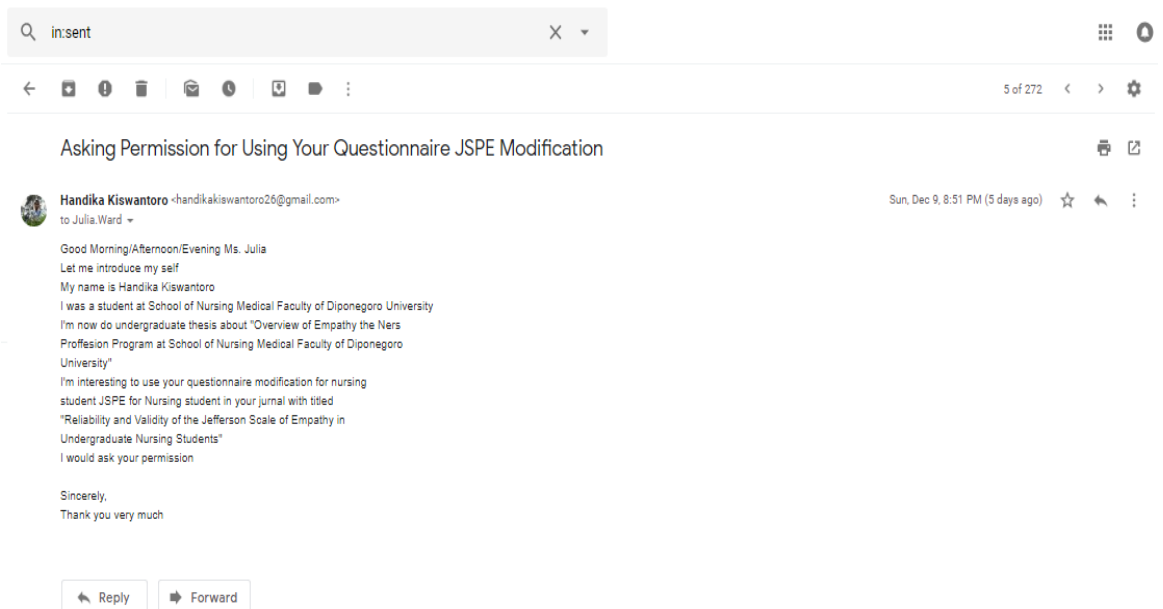 in:sent
5 of 272
Asking Permission for Using Your Questionnaire JSPE Modification
Handika Kiswantoro <handikakiswantoro26@gmail.com>
Sun, Dec 9, 8:51 PM (5 days ago)
to Julia.Ward
Good Morning/Afternoon/Evening Ms. Julia
Let me introduce my self
My name is Handika Kiswantoro
I was a student at School of Nursing Medical Faculty of Diponegoro University
I'm now do undergraduate thesis about "Overview of Empathy the Ners
Proffesion Program at School of Nursing Medical Faculty of Diponegoro
University"
I'm interesting to use your questionnaire modification for nursing
student JSPE for Nursing student in your jurnal with titled
"Reliability and Validity of the Jefferson Scale of Empathy in
Undergraduate Nursing Students"
I would ask your permission
Sincerely,
Thank you very much
Reply
Forward